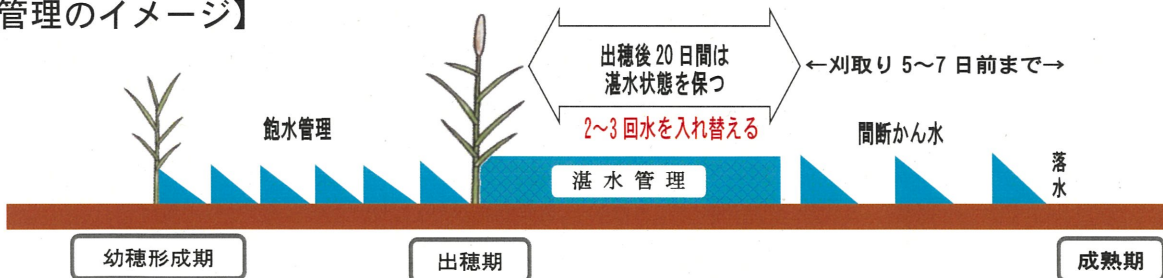 管理のイメージ】
出穂後20日間は
湛水状態を保つ
2~3回水を入れ替える
←刈取り5~7日前まで→
飽水管理
間断かん水
湛水管理
落水
幼穂形成期
出穂期
成熟期